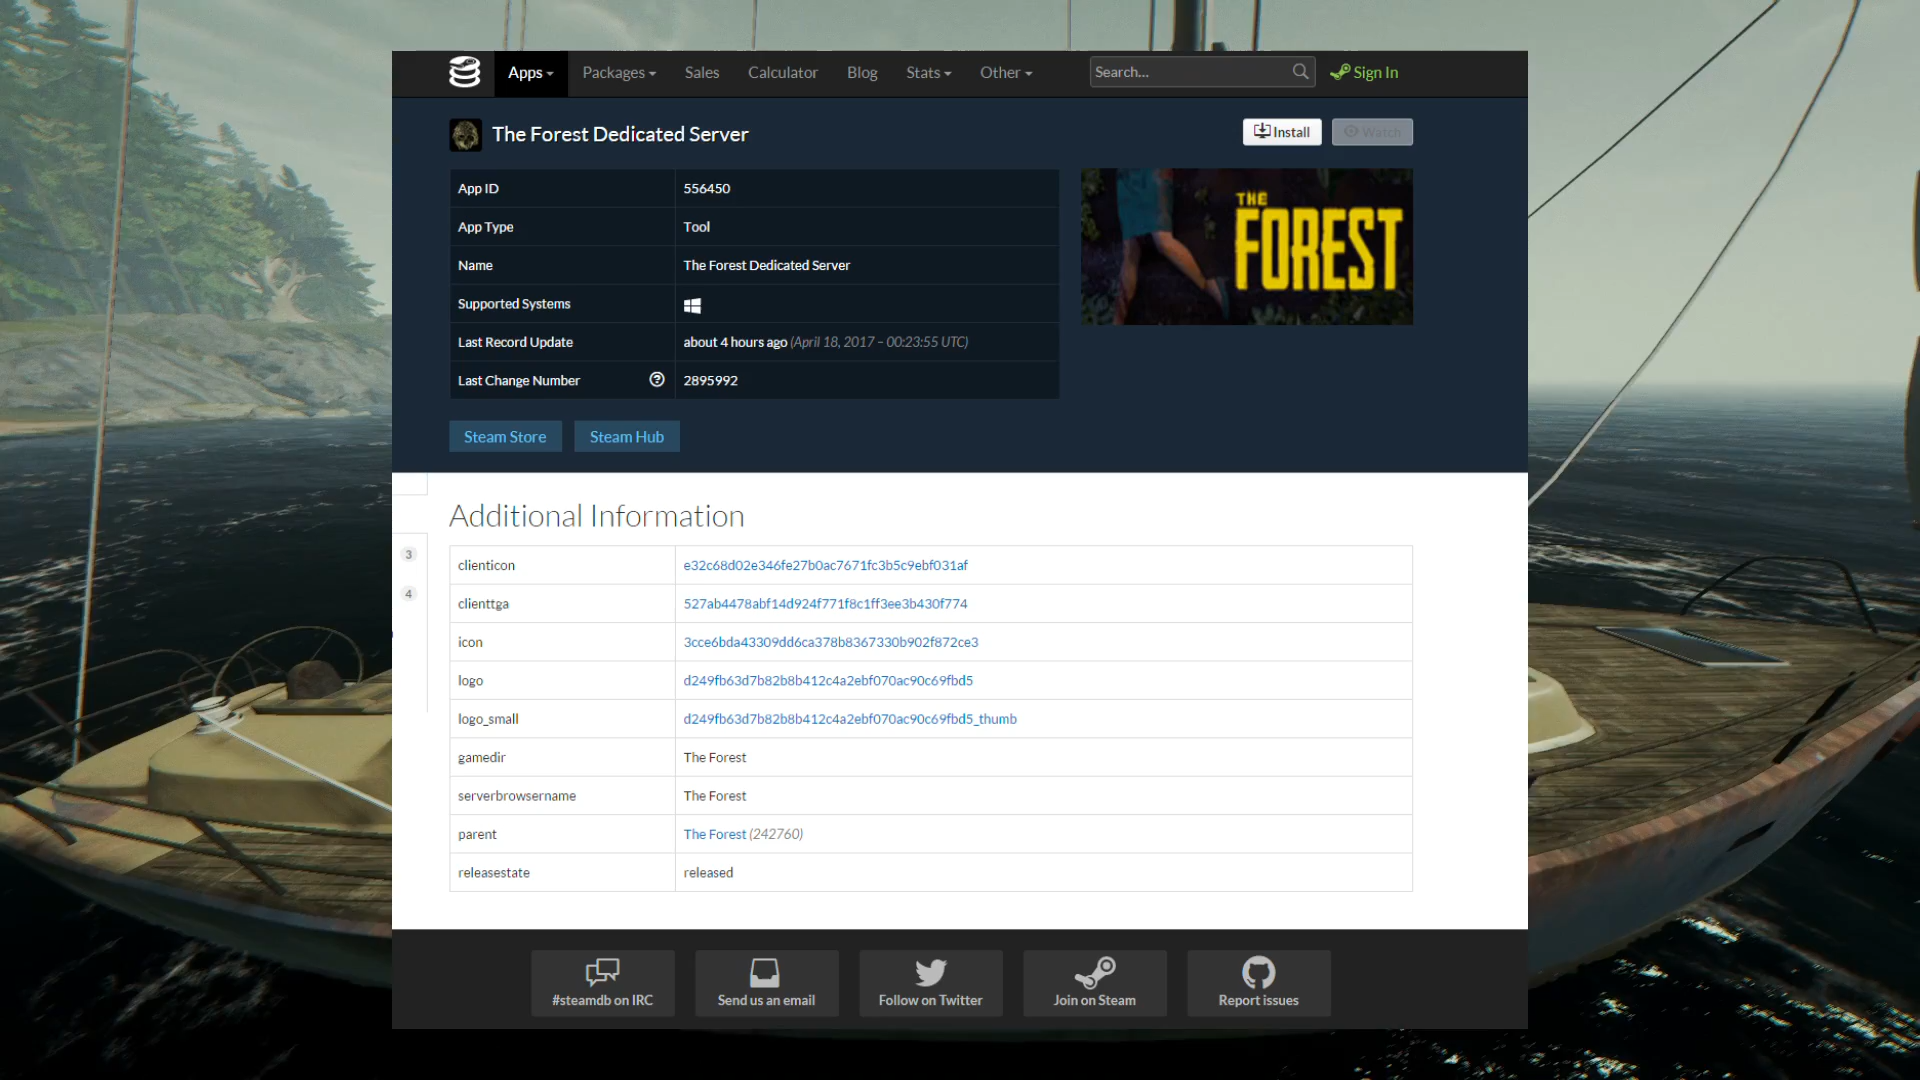 Apps Packages Sales Calculator Blog Stats Other Search... Sign In
The Forest Dedicated Server Install Watch
App ID 556450
App Type Tool
Name The Forest Dedicated Server
Supported Systems
Last Record Update about 4 hours ago (April 18, 2017 – 00:23:55 UTC)
Last Change Number 2895992
THE
FOREST
Steam Store Steam Hub
Additional Information
3
4
clienticon e32c68d02e346fe27b0ac7671fc3b5c9ebf031af
clienttga 527ab4478abf14d924f771f8c1ff3ee3b430f774
icon 3cce6bda43309dd6ca378b8367330b902f872ce3
logo d249fb63d7b82b8b412c4a2ebf070ac90c69fbd5
logo_small d249fb63d7b82b8b412c4a2ebf070ac90c69fbd5_thumb
gamedir The Forest
serverbrowsername The Forest
parent The Forest (242760)
releasestate released
#steamdb on IRC Send us an email Follow on Twitter Join on Steam Report issues